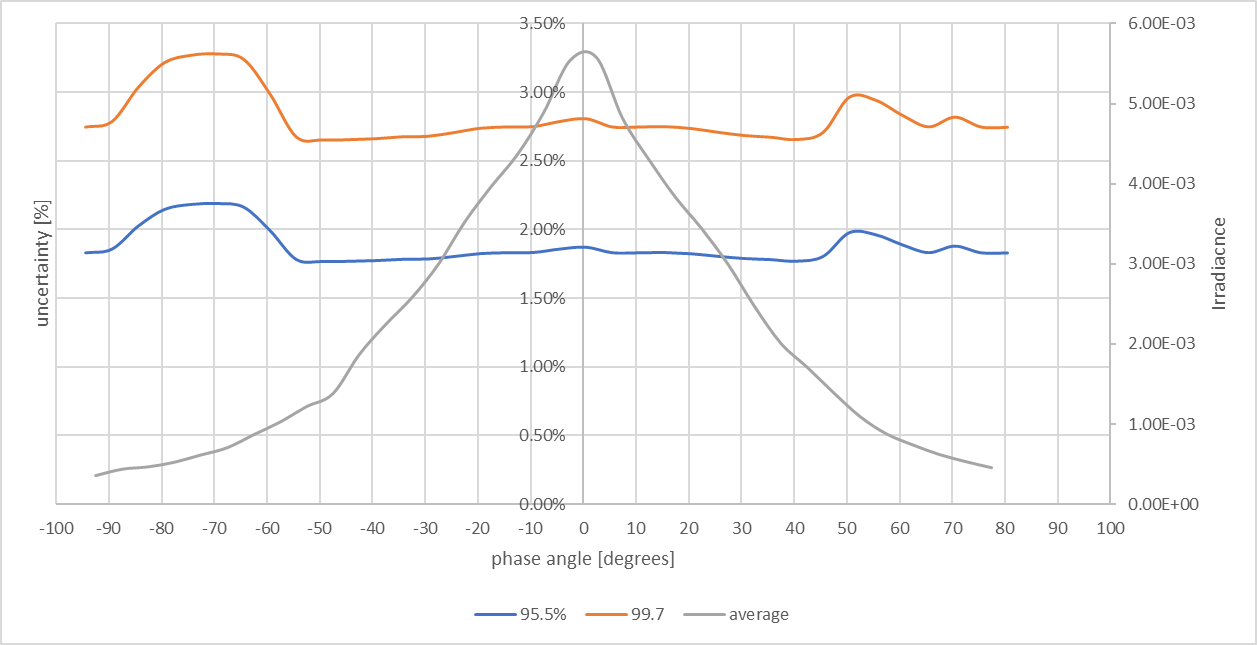 3.50%
3.00%
2.50%
2.00%
1.50%
1.00%
0.50%
0.00%
uncertainty [%]
6.00E-03
5.00E-03
4.00E-03
3.00E-03
2.00E-03
1.00E-03
0.00E+00
Irradiacnce
-100 -90 -80 -70 -60 -50 -40 -30 -20 -10 0 10 20 30 40 50 60 70 80 90 100
phase angle [degrees]
95.5% 99.7 average